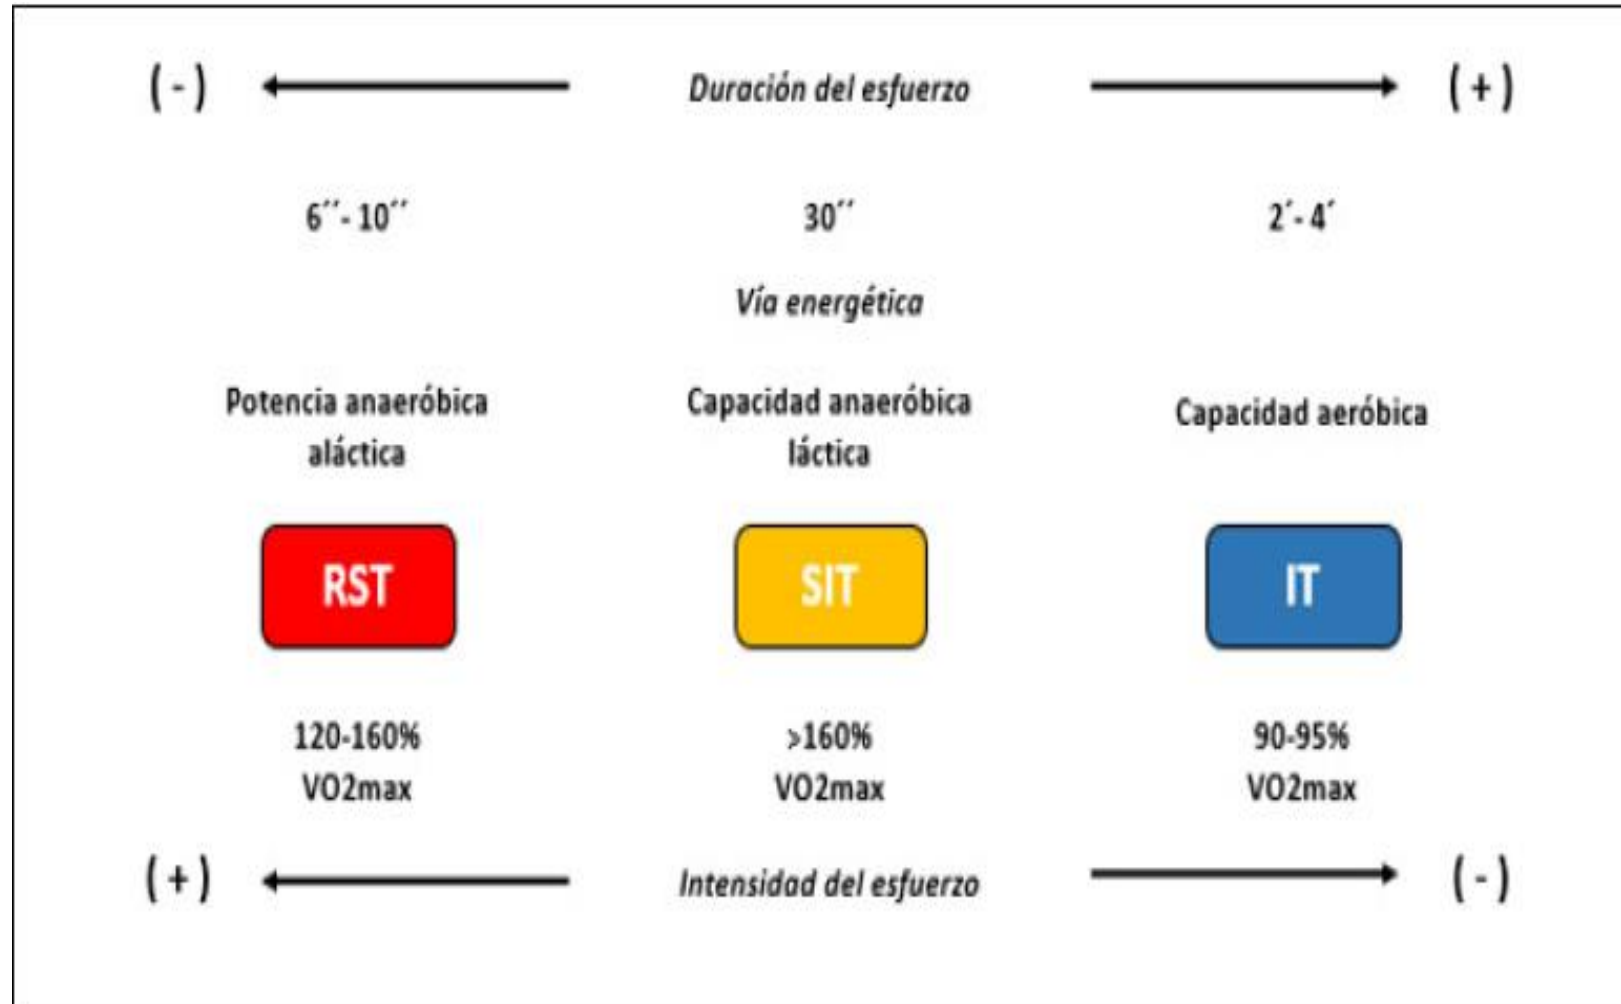 ( - ) Duración del esfuerzo ( + )
6´´- 10´´ 30´´ 2´- 4´
Vía energética
Potencia anaeróbica
aláctica
Capacidad anaeróbica
láctica
Capacidad aeróbica
RST SIT IT
120-160%
VO2max
>160%
VO2max
90-95%
VO2max
( + ) Intensidad del esfuerzo ( - )